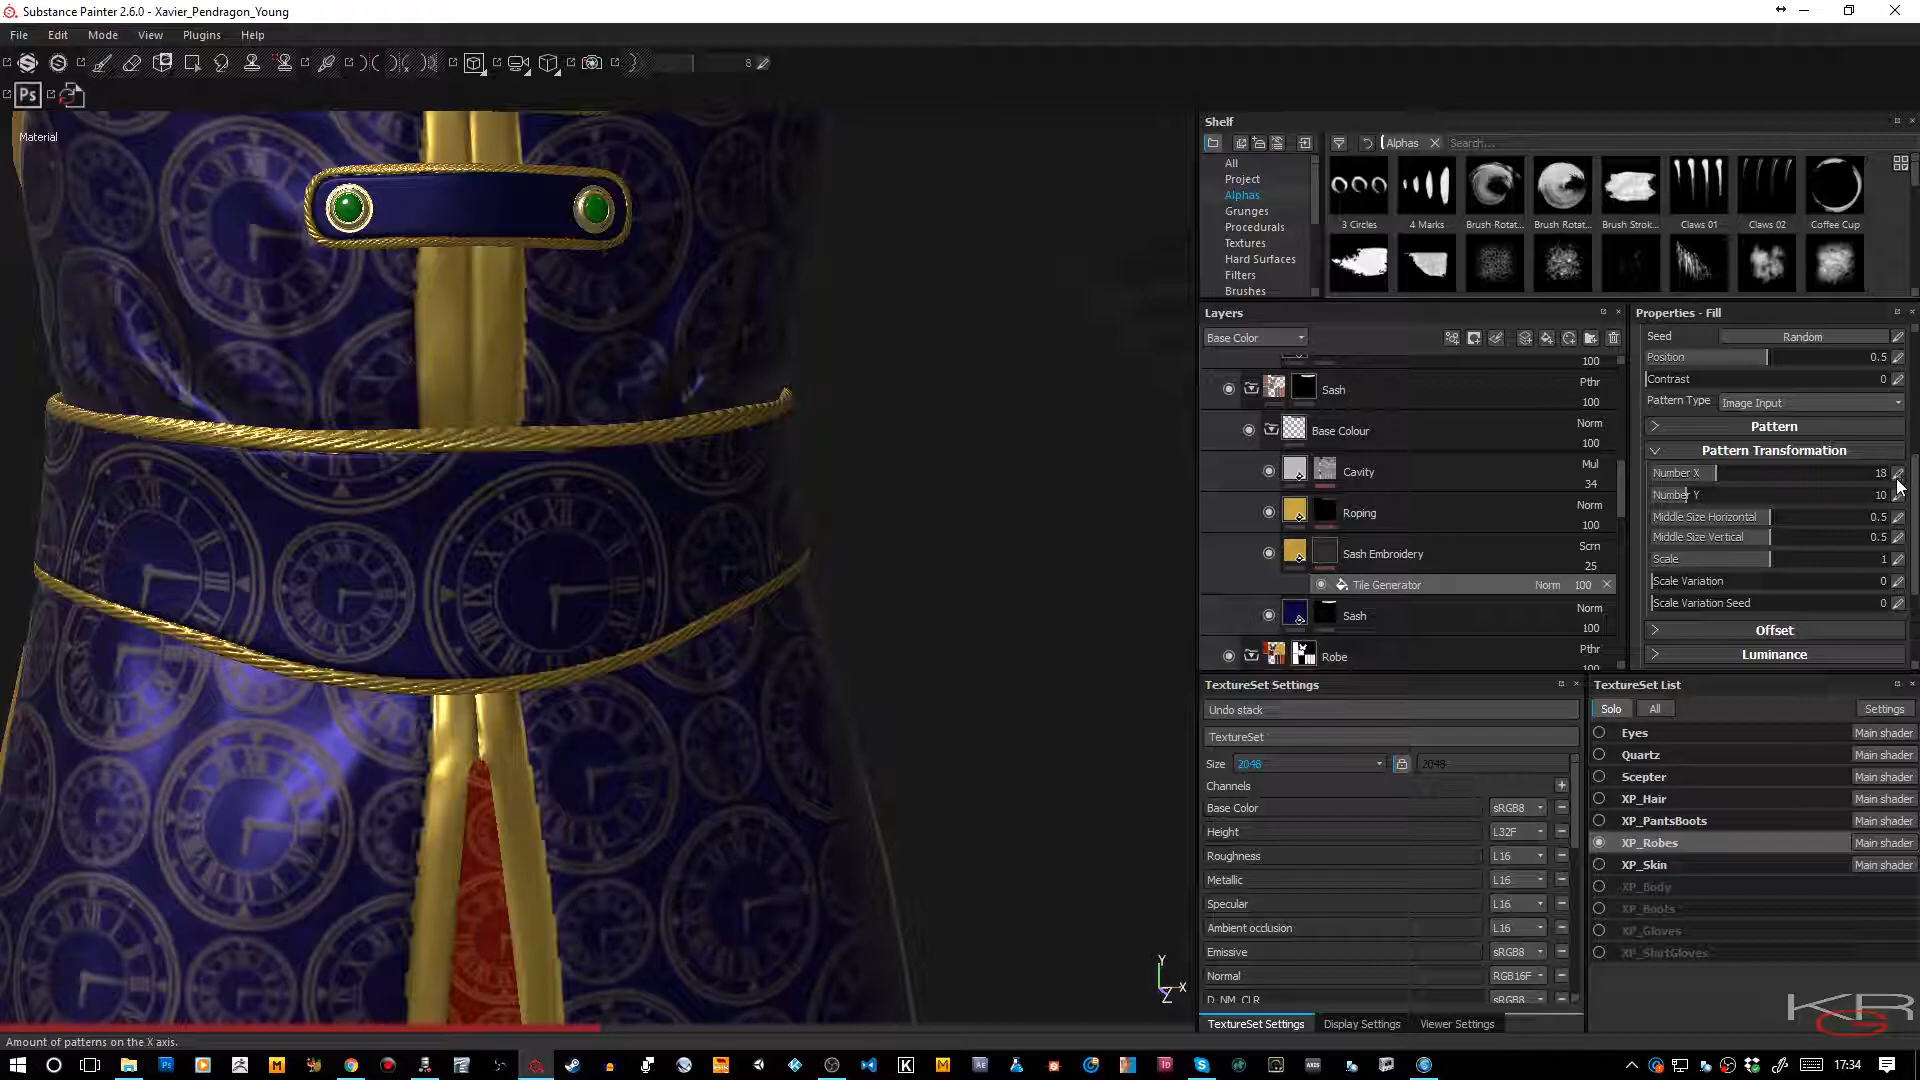 Substance Painter 2.6.0 - Xavier_Pendragon_Young
File Edit Mode View Plugins Help
8
Ps
Material
Shelf
Alphas Search...
All
Project
Alphas
Grunges
Procedurals
Textures
Hard Surfaces
Filters
Brushes
3 Circles 4 Marks Brush Rotat... Brush Rotat... Brush Strok... Claws 01 Claws 02 Coffee Cup
Layers
Base Color
100
Sash Pthr
100
Base Colour Norm
100
Cavity Mul
34
Roping Norm
100
Sash Embroidery Scrn
25
Tile Generator Norm 100
Sash Norm
100
Robe Pthr
100
Properties - Fill
Seed Random
Position 0.5
Contrast 0
Pattern Type Image Input
Pattern
Pattern Transformation
Number X 18
Number Y 10
Middle Size Horizontal 0.5
Middle Size Vertical 0.5
Scale 1
Scale Variation 0
Scale Variation Seed 0
Offset
Luminance
TextureSet Settings
Undo stack
TextureSet
Size 2048 2048
Channels
Base Color sRGB8
Height L32F
Roughness L16
Metallic L16
Specular L16
Ambient occlusion L16
Emissive sRGB8
Normal RGB16F
D_NM_CLR sRGB8
TextureSet Settings Display Settings Viewer Settings
TextureSet List
Solo All Settings
Eyes Main shader
Quartz Main shader
Scepter Main shader
XP_Hair Main shader
XP_PantsBoots Main shader
XP_Robes Main shader
XP_Skin Main shader
XP_Body
XP_Boots
XP_Gloves
XP_ShirtGloves
Y
X
Z
KRG
Amount of patterns on the X axis.
17:34